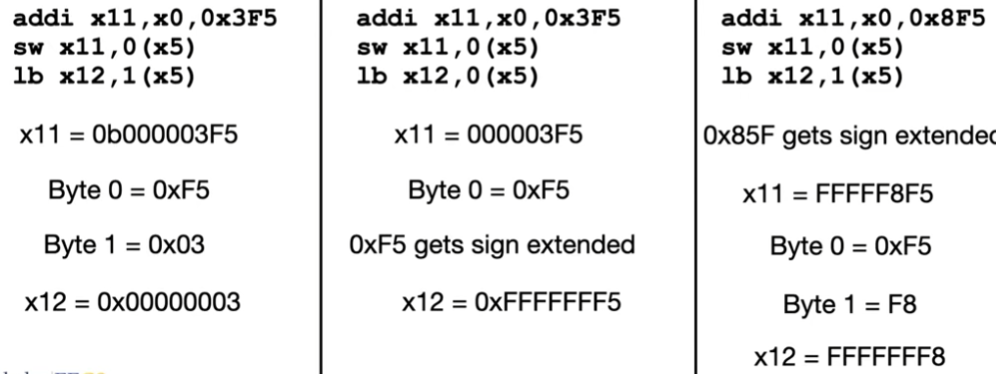 addi x11,x0,0x3F5
sw x11,0(x5)
lb x12,1(x5)
x11 = 0b000003F5
Byte 0 = 0xF5
Byte 1 = 0x03
x12 = 0x00000003
addi x11,x0,0x3F5
sw x11,0(x5)
lb x12,0(x5)
x11 = 000003F5
Byte 0 = 0xF5
0xF5 gets sign extended
x12 = 0xFFFFFFF5
addi x11,x0,0x8F5
sw x11,0(x5)
lb x12,1(x5)
0x85F gets sign extended
x11 = FFFFF8F5
Byte 0 = 0xF5
Byte 1 = F8
x12 = FFFFFFF8